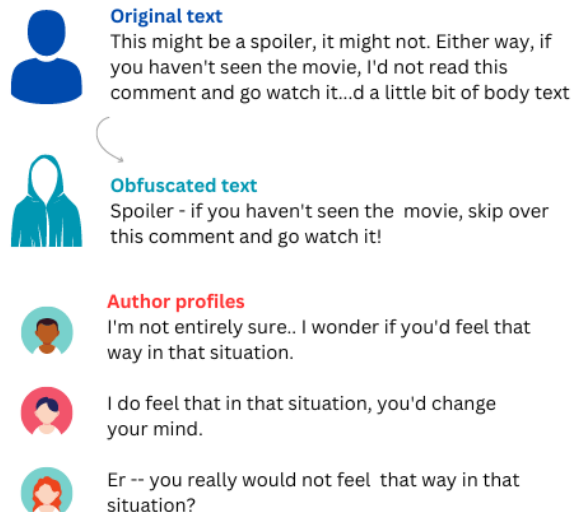 Original text
This might be a spoiler, it might not. Either way, if
you haven't seen the movie, I'd not read this
comment and go watch it...d a little bit of body text
Obfuscated text
Spoiler - if you haven't seen the  movie, skip over
this comment and go watch it!
Author profiles
I'm not entirely sure.. I wonder if you'd feel that
way in that situation.
I do feel that in that situation, you'd change
your mind.
Er -- you really would not feel  that way in that
situation?